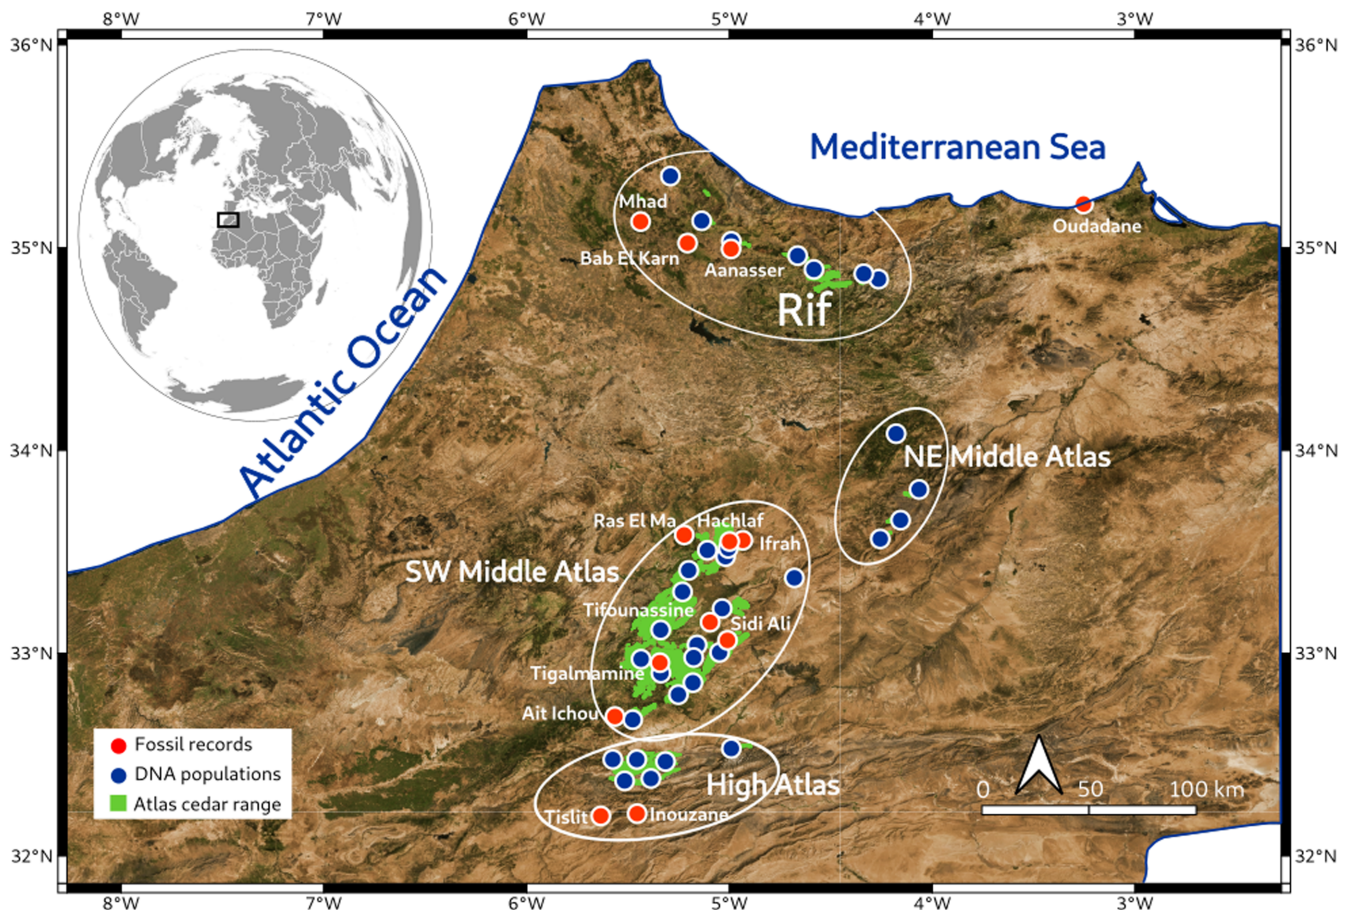 8°W 7°W 6°W 5°W 4°W 3°W
36°N 36°N
Mediterranean Sea
Mhad
Oudadane
35°N 35°N
Bab El Karn
Aanasser
Rif
Atlantic Ocean
34°N 34°N
NE Middle Atlas
Ras El Ma Hachlaf
Ifrah
SW Middle Atlas
Tifounassine
Sidi Ali
33°N 33°N
Tigalmamine
Ait Ichou
Fossil records
DNA populations
Atlas cedar range
High Atlas
0 50 100 km
Tislit Inouzane
32°N 32°N
8°W 7°W 6°W 5°W 4°W 3°W